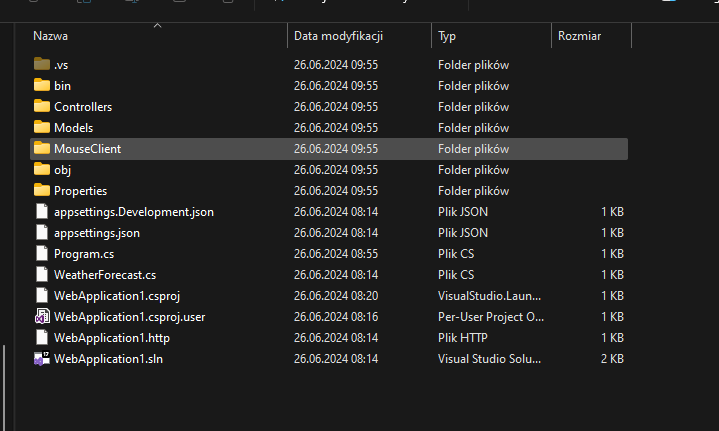 Nazwa Data modyfikacji Typ Rozmiar
.vs 26.06.2024 09:55 Folder plików
bin 26.06.2024 09:55 Folder plików
Controllers 26.06.2024 09:55 Folder plików
Models 26.06.2024 09:55 Folder plików
MouseClient 26.06.2024 09:55 Folder plików
obj 26.06.2024 09:55 Folder plików
Properties 26.06.2024 09:55 Folder plików
appsettings.Development.json 26.06.2024 08:14 Plik JSON 1 KB
appsettings.json 26.06.2024 08:14 Plik JSON 1 KB
Program.cs 26.06.2024 08:55 Plik CS 1 KB
WeatherForecast.cs 26.06.2024 08:14 Plik CS 1 KB
WebApplication1.csproj 26.06.2024 08:20 VisualStudio.Laun... 1 KB
WebApplication1.csproj.user 26.06.2024 08:16 Per-User Project O... 1 KB
WebApplication1.http 26.06.2024 08:14 Plik HTTP 1 KB
WebApplication1.sln 26.06.2024 08:14 Visual Studio Solu... 2 KB